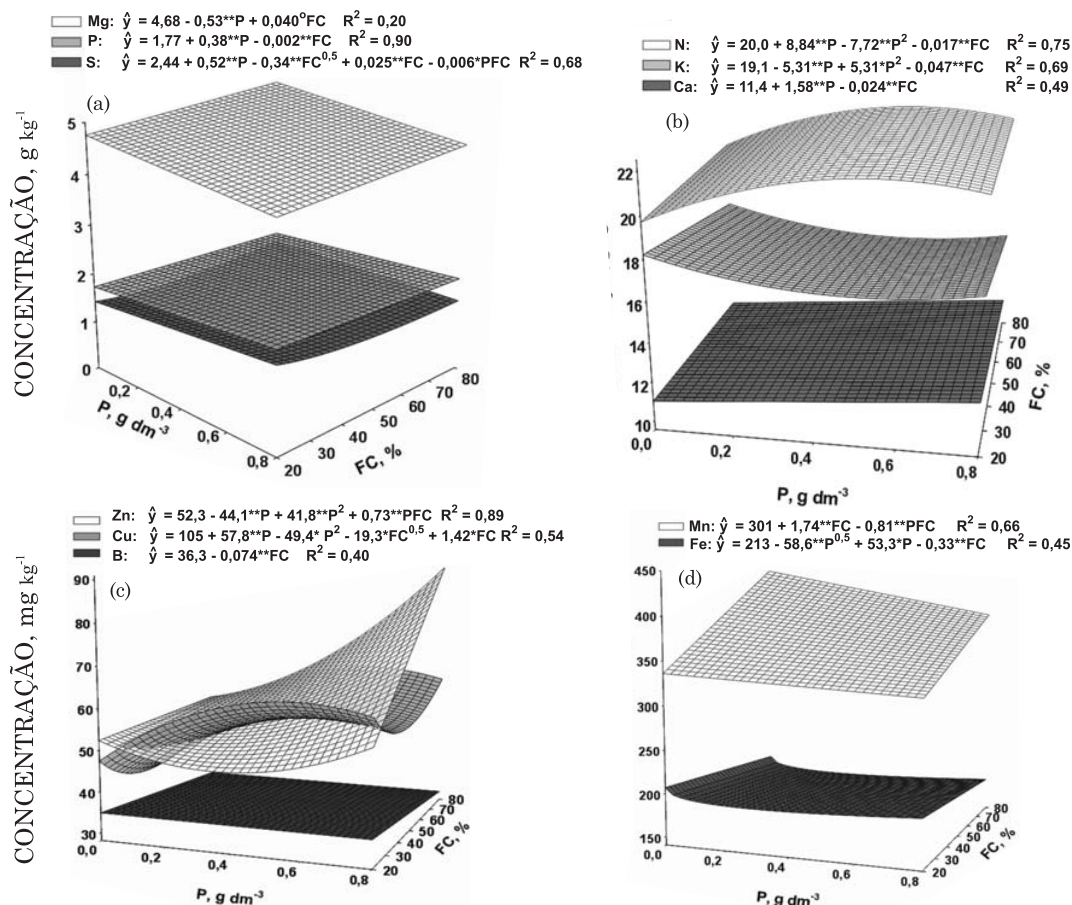 Mg: ŷ = 4,68 - 0,53**P + 0,040°FC R² = 0,20
P: ŷ = 1,77 + 0,38**P - 0,002**FC R² = 0,90
S: ŷ = 2,44 + 0,52**P - 0,34**FC^0,5 + 0,025**FC - 0,006*PFC R² = 0,68
(a)
CONCENTRAÇÃO, g kg⁻¹
5
4
3
2
1
0
0,2
0,4
0,6
0,8
P, g dm⁻³
20
30
40
50
60
70
80
FC, %
N: ŷ = 20,0 + 8,84**P - 7,72**P² - 0,017**FC R² = 0,75
K: ŷ = 19,1 - 5,31**P + 5,31*P² - 0,047**FC R² = 0,69
Ca: ŷ = 11,4 + 1,58**P - 0,024**FC R² = 0,49
(b)
22
20
18
16
14
12
10
0,0
0,2
0,4
0,6
0,8
P, g dm⁻³
80
70
60
50
40
30
20
FC, %
Zn: ŷ = 52,3 - 44,1**P + 41,8**P² + 0,73**PFC R² = 0,89
Cu: ŷ = 105 + 57,8**P - 49,4* P² - 19,3*FC^0,5 + 1,42*FC R² = 0,54
B: ŷ = 36,3 - 0,074**FC R² = 0,40
(c)
CONCENTRAÇÃO, mg kg⁻¹
90
80
70
60
50
40
30
0,0
0,2
0,4
0,6
0,8
P, g dm⁻³
80
70
60
50
40
30
20
FC, %
Mn: ŷ = 301 + 1,74**FC - 0,81**PFC R² = 0,66
Fe: ŷ = 213 - 58,6**P^0,5 + 53,3*P - 0,33**FC R² = 0,45
(d)
450
400
350
300
250
200
150
0,0
0,2
0,4
0,6
0,8
P, g dm⁻³
80
70
60
50
40
30
20
FC, %